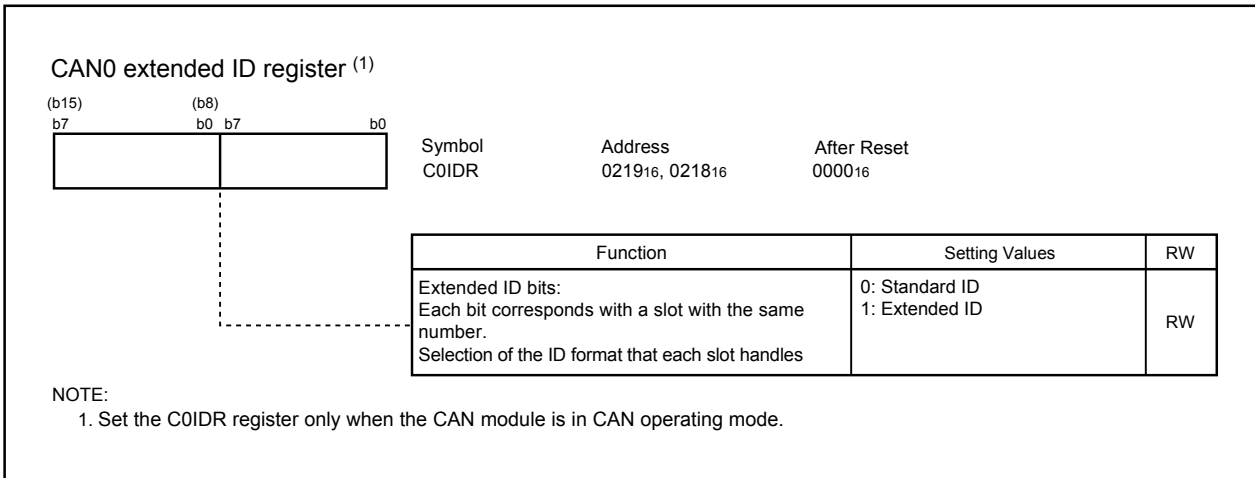 CAN0 extended ID register (1)
(b15) (b8)
b7 b0 b7 b0
Symbol Address After Reset
C0IDR 021916, 021816 000016
Function Setting Values RW
Extended ID bits:
Each bit corresponds with a slot with the same
number.
Selection of the ID format that each slot handles
0: Standard ID
1: Extended ID
RW
NOTE:
1. Set the C0IDR register only when the CAN module is in CAN operating mode.